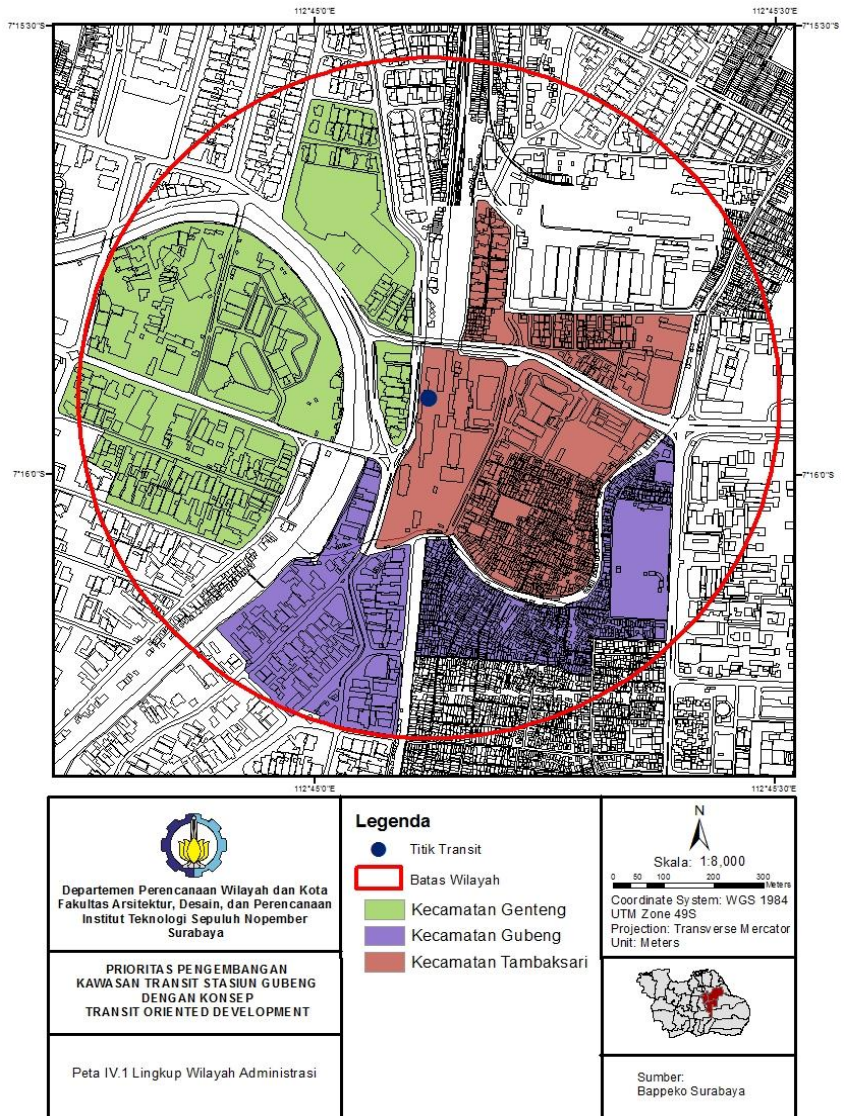 112°45'0"E
112°45'30"E
7°15'30"S
7°15'30"S
7°16'0"S
7°16'0"S
112°45'0"E
112°45'30"E
Departemen Perencanaan Wilayah dan Kota
Fakultas Arsitektur, Desain, dan Perencanaan
Institut Teknologi Sepuluh Nopember
Surabaya
PRIORITAS PENGEMBANGAN
KAWASAN TRANSIT STASIUN GUBENG
DENGAN KONSEP
TRANSIT ORIENTED DEVELOPMENT
Peta IV.1 Lingkup Wilayah Administrasi
Legenda
Titik Transit
Batas Wilayah
Kecamatan Genteng
Kecamatan Gubeng
Kecamatan Tambaksari
N
Skala: 1:8,000
0 50 100 200 300
Meters
Coordinate System: WGS 1984
UTM Zone 49S
Projection: Transverse Mercator
Unit: Meters
Sumber:
Bappeko Surabaya